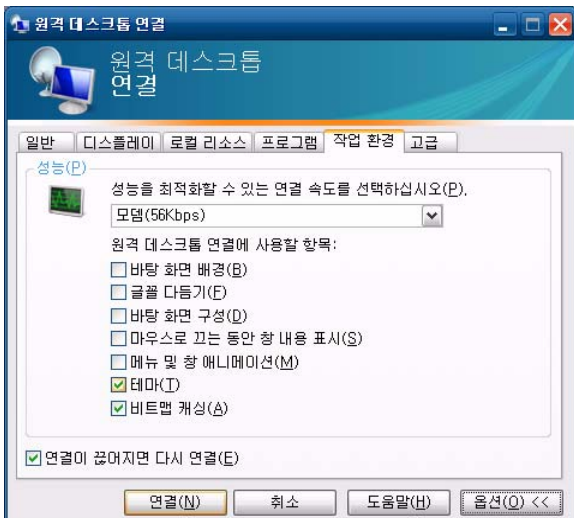 원격 데스크톱 연결
원격 데스크톱
연결
일반 디스플레이 로컬 리소스 프로그램 작업 환경 고급
성능(P)
성능을 최적화할 수 있는 연결 속도를 선택하십시오(P).
모뎀(56Kbps)
원격 데스크톱 연결에 사용할 항목:
바탕 화면 배경(B)
글꼴 다듬기(F)
바탕 화면 구성(D)
마우스로 끄는 동안 창 내용 표시(S)
메뉴 및 창 애니메이션(M)
테마(T)
비트맵 캐싱(A)
연결이 끊어지면 다시 연결(E)
연결(N) 취소 도움말(H) 옵션(O) <<